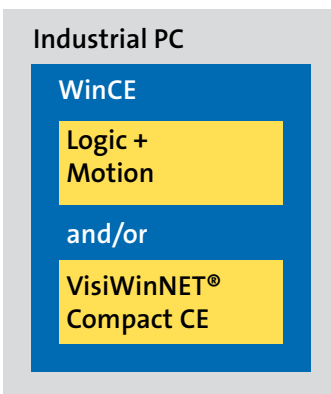 Industrial PC
WinCE
Logic +
Motion
and/or
VisiWinNET®
Compact CE